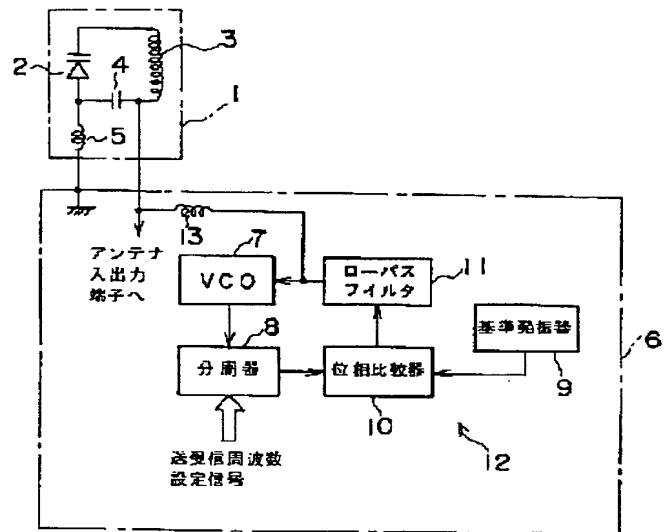 2
3
4
5
1
アンテナ
入出力
端子へ
13
7
VCO
ローパス
フィルタ
11
8
分周器
位相比較器
10
基準発振器
9
6
12
送受信周波数
設定信号